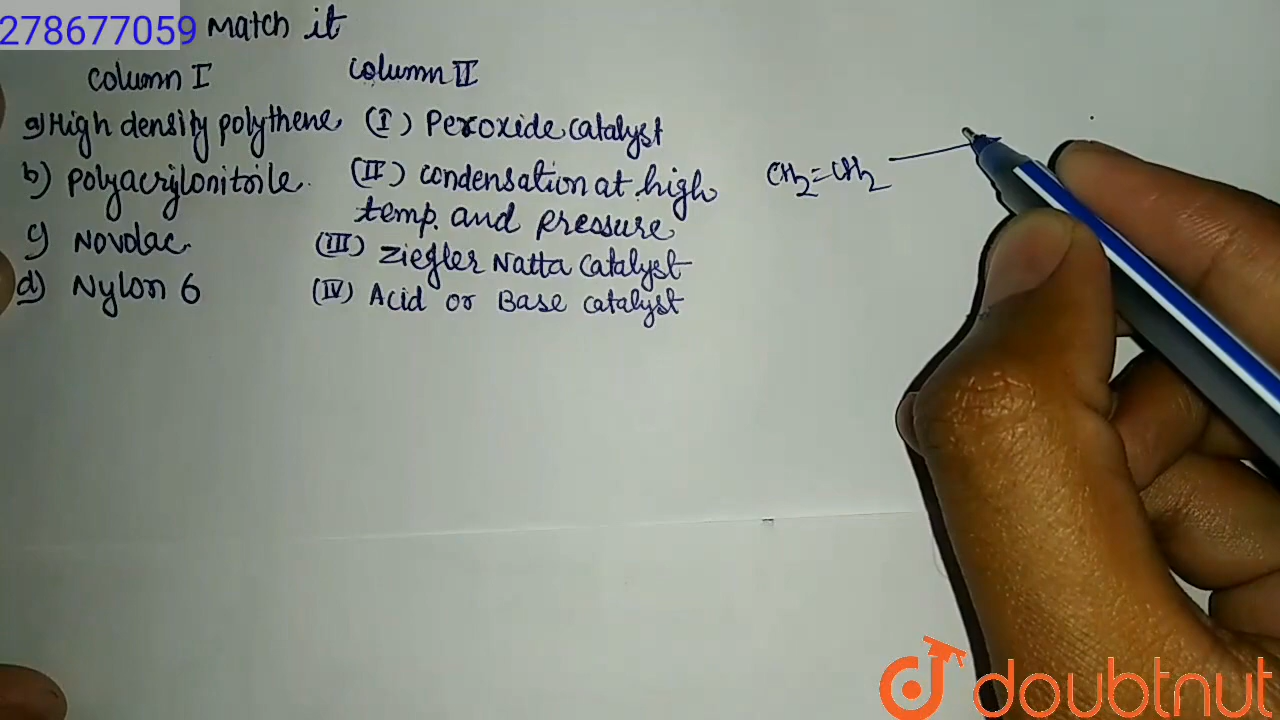 278677059 Match it
Column I Column II
a) High density polythene (I) Peroxide catalyst
b) Polyacrylonitrile. (II) condensation at high
temp. and pressure
c) Novolac. (III) Ziegler Natta catalyst
d) Nylon 6 (IV) Acid or Base catalyst
CH2=CH2
doubtnut